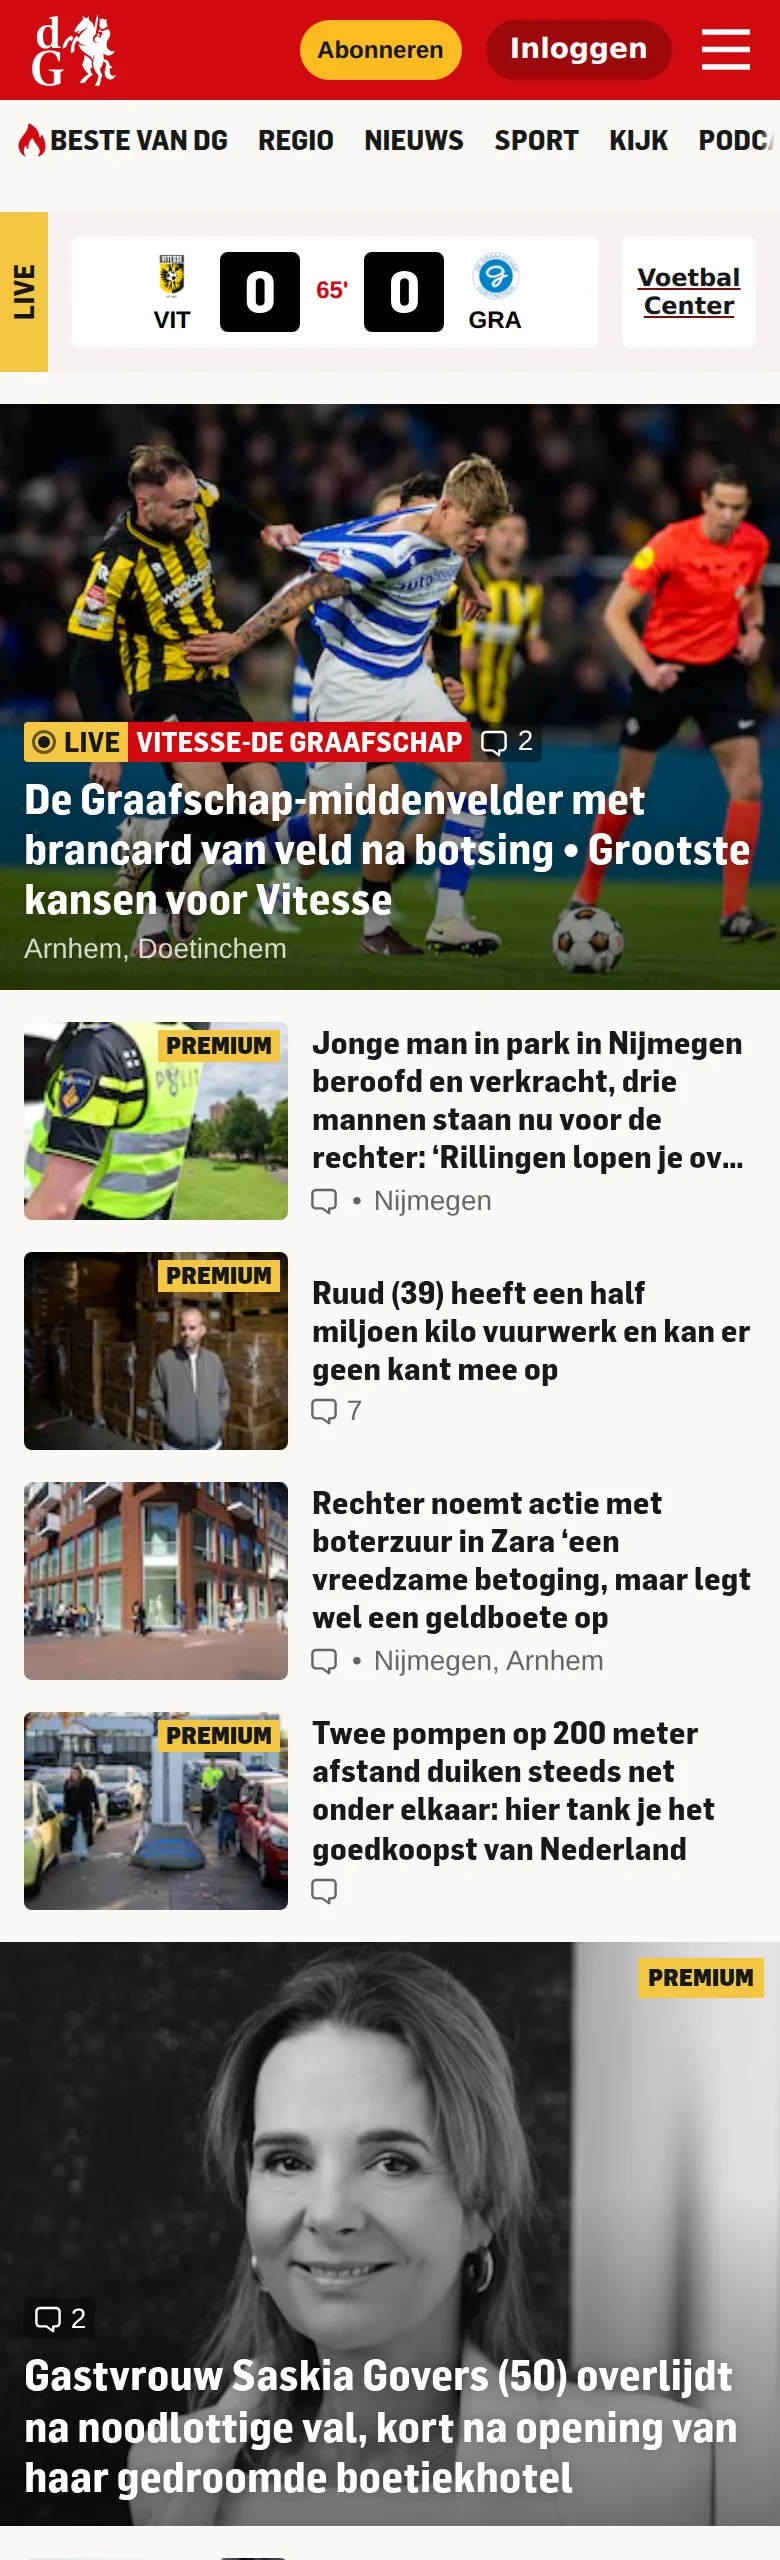 dG
Abonneren
Inloggen
BESTE VAN DG REGIO NIEUWS SPORT KIJK PODCA
LIVE
VIT
0
65'
0
GRA
Voetbal
Center
LIVE VITESSE-DE GRAAFSCHAP 2
De Graafschap-middenvelder met
brancard van veld na botsing • Grootste
kansen voor Vitesse
Arnhem, Doetinchem
PREMIUM
Jonge man in park in Nijmegen
beroofd en verkracht, drie
mannen staan nu voor de
rechter: ‘Rillingen lopen je ov...
• Nijmegen
PREMIUM
Ruud (39) heeft een half
miljoen kilo vuurwerk en kan er
geen kant mee op
7
Rechter noemt actie met
boterzuur in Zara ‘een
vreedzame betoging, maar legt
wel een geldboete op
• Nijmegen, Arnhem
PREMIUM
Twee pompen op 200 meter
afstand duiken steeds net
onder elkaar: hier tank je het
goedkoopst van Nederland
PREMIUM
2
Gastvrouw Saskia Govers (50) overlijdt
na noodlottige val, kort na opening van
haar gedroomde boetiekhotel